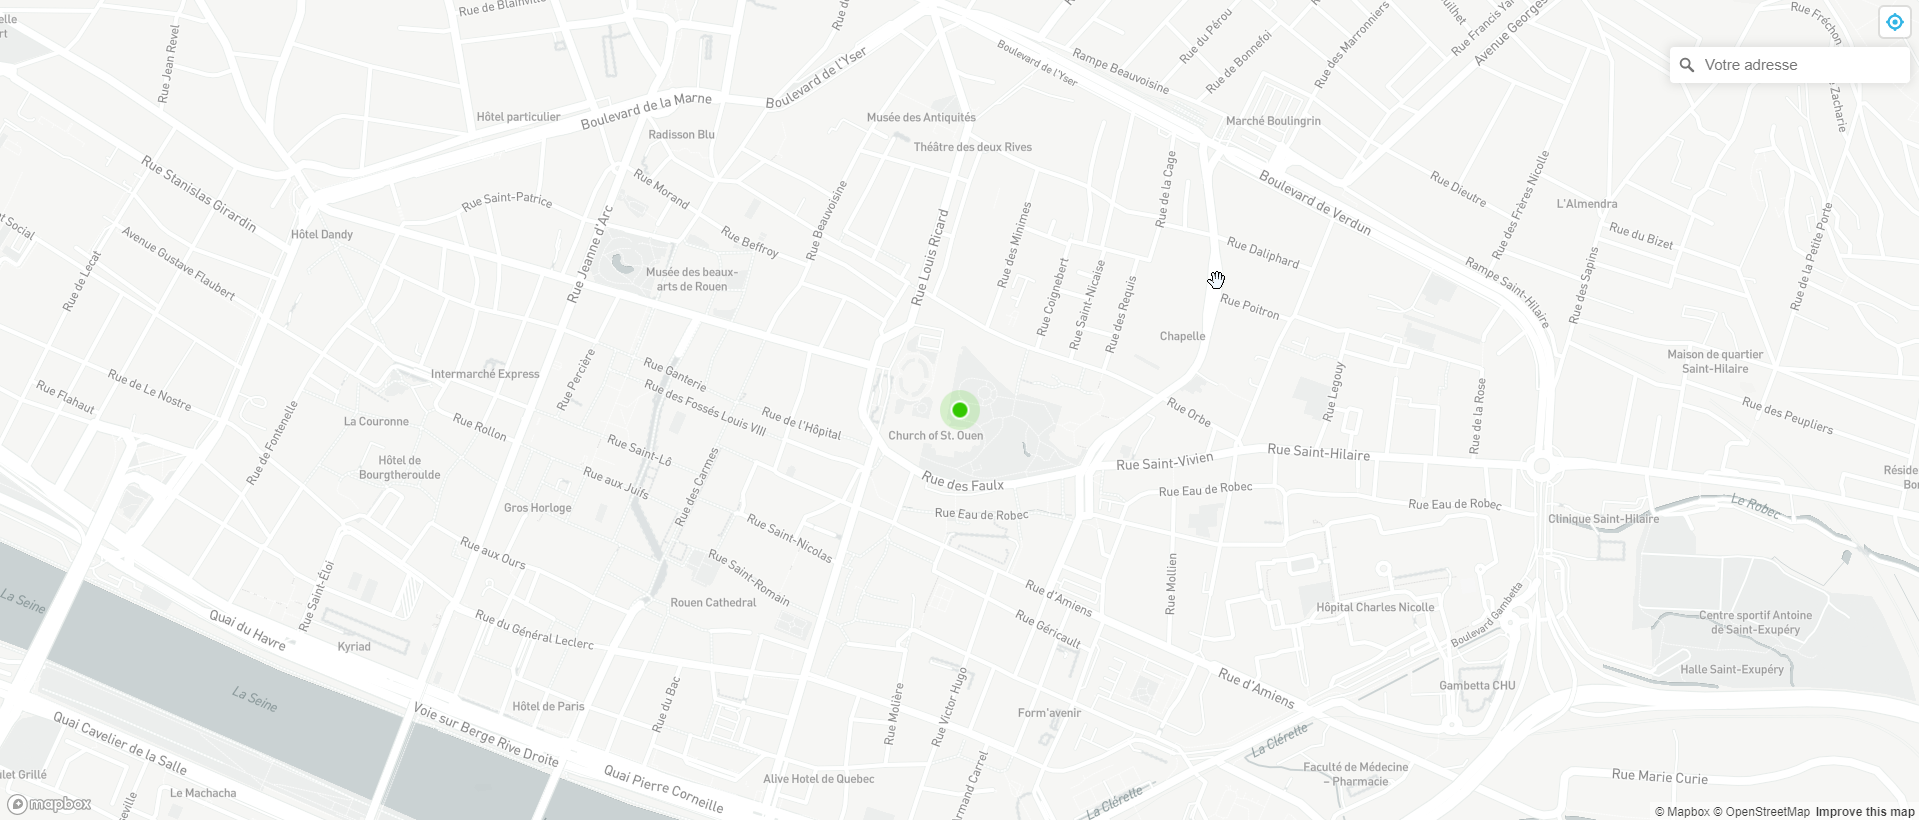 Rue de Blainville
Rue Fréchon
Votre adresse
Rue Jean Revel
Boulevard de l'Yser
Boulevard de l'Yser
Rampe Beauvoisine
Rue du Pérou
Rue de Bonnefoi
Rue des Marronniers
Avenue Georges
Zacharie
Hôtel particulier
Boulevard de la Marne
Radisson Blu
Musée des Antiquités
Théâtre des deux Rives
Marché Boulingrin
Rue Stanislas Girardin
Rue Saint-Patrice
Rue Morand
Rue Beauvoisine
Rue Beffroy
Rue de la Cage
Boulevard de Verdun
Rue Dieutre
Rue des Frères Nicolle
L'Almendra
Rue du Bizet
Rue de la Petite Porte
Hôtel Dandy
Rue de Lecat
Avenue Gustave Flaubert
Rue Jeanne d'Arc
Musée des beaux-
arts de Rouen
Rue Louis Ricard
Rue des Minimes
Rue Coignebert
Rue Saint-Nicaise
Rue des Requis
Rue Daliphard
Rue Poitron
Chapelle
Rampe Saint-Hilaire
Rue des Sapins
Maison de quartier
Saint-Hilaire
Intermarché Express
Rue Percière
Rue Ganterie
Rue des Fossés Louis VIII
Rue de l'Hôpital
Rue Flahaut
Rue de Le Nostre
Rue de Fontenelle
La Couronne
Rue Rollon
Church of St. Ouen
Rue Orbe
Rue Legouy
Rue de la Rose
Rue des Peupliers
Hôtel de
Bourgtheroulde
Rue Saint-Lô
Rue aux Juifs
Rue des Carmes
Rue des Faulx
Rue Saint-Vivien
Rue Saint-Hilaire
Gros Horloge
Rue Saint-Nicolas
Rue Eau de Robec
Rue Eau de Robec
Rue Eau de Robec
Clinique Saint-Hilaire
Le Robec
Rue aux Ours
Rue Saint-Romain
Rouen Cathedral
La Seine
Quai du Havre
Rue Saint-Éloi
Kyriad
Rue du Général Leclerc
Rue d'Amiens
Rue Géricault
Rue Mollien
Hôpital Charles Nicolle
Boulevard Gambetta
Centre sportif Antoine
de Saint-Exupéry
Halle Saint-Exupéry
Gambetta CHU
La Seine
Hôtel de Paris
Rue du Bac
Rue Molière
Rue Victor Hugo
Form'avenir
Rue d'Amiens
Quai Cavelier de la Salle
Voie sur Berge Rive Droite
Quai Pierre Corneille
Alive Hotel de Quebec
La Clérette
La Clérette
Faculté de Médecine
– Pharmacie
Rue Marie Curie
Le Machacha
mapbox
© Mapbox © OpenStreetMap Improve this map